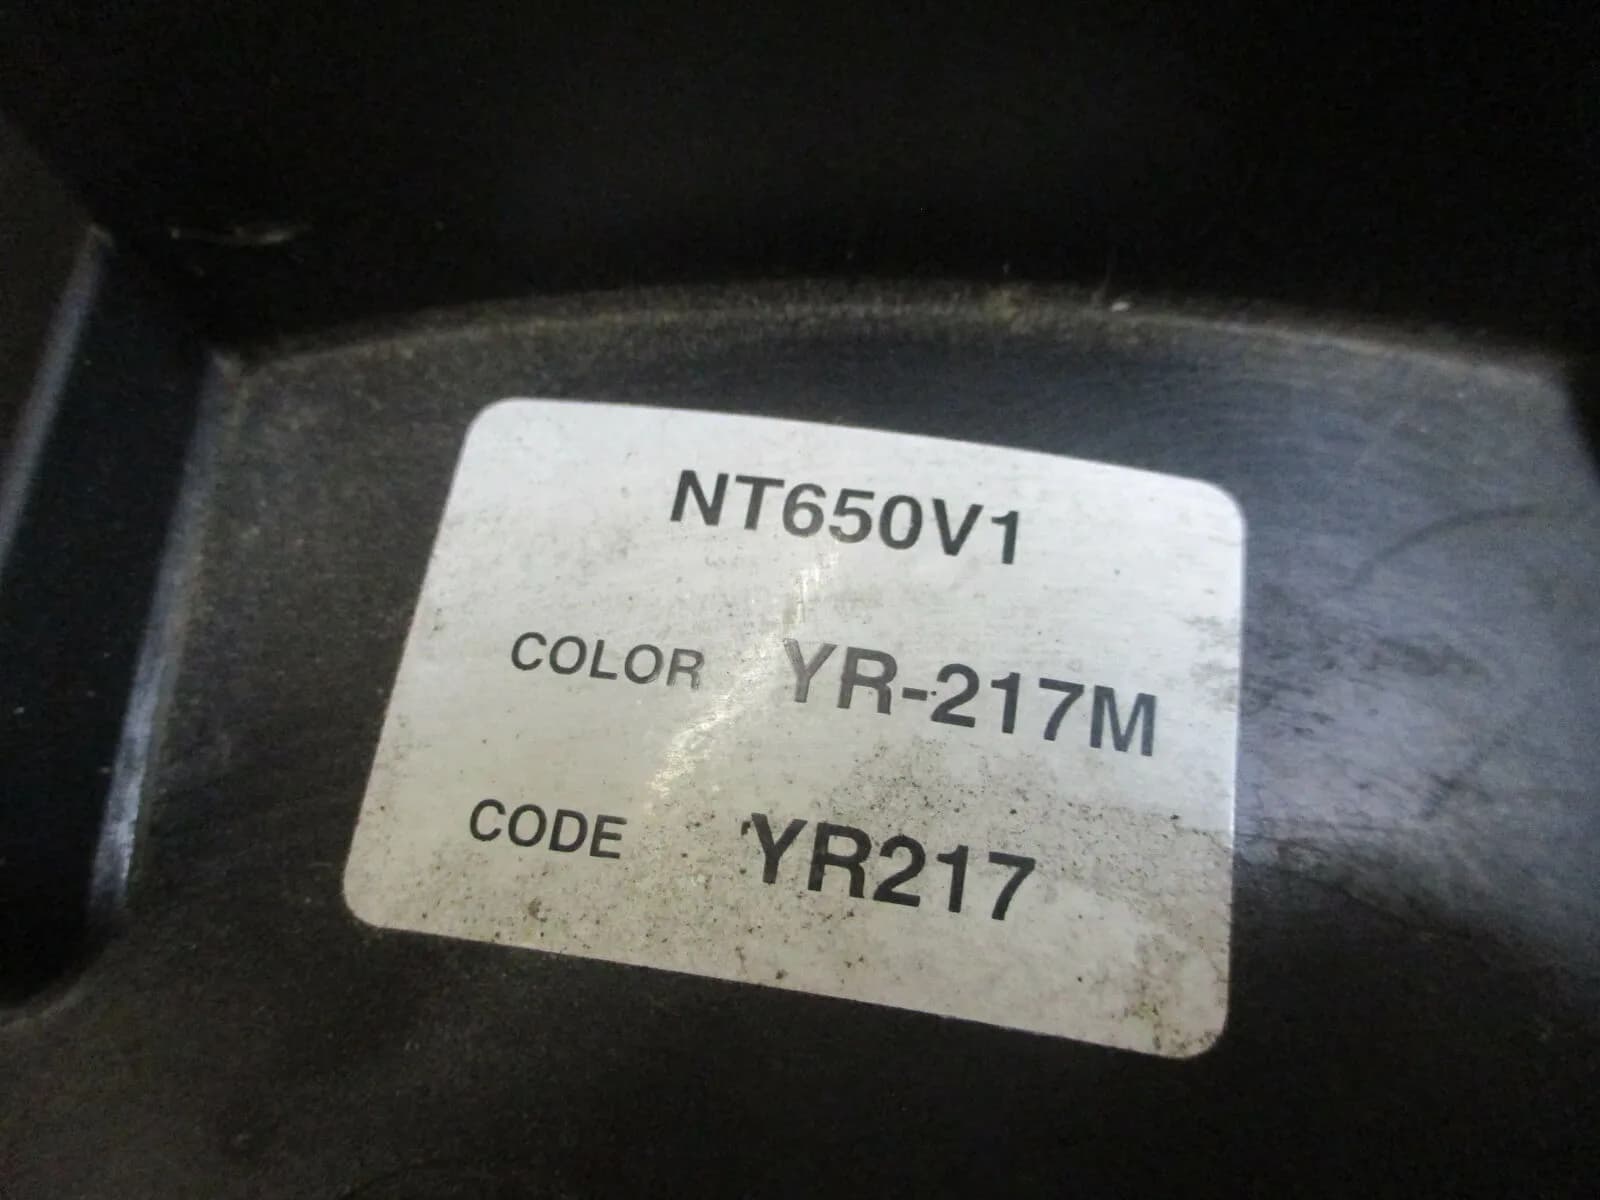 NT650V1
COLOR YR-217M
CODE YR217